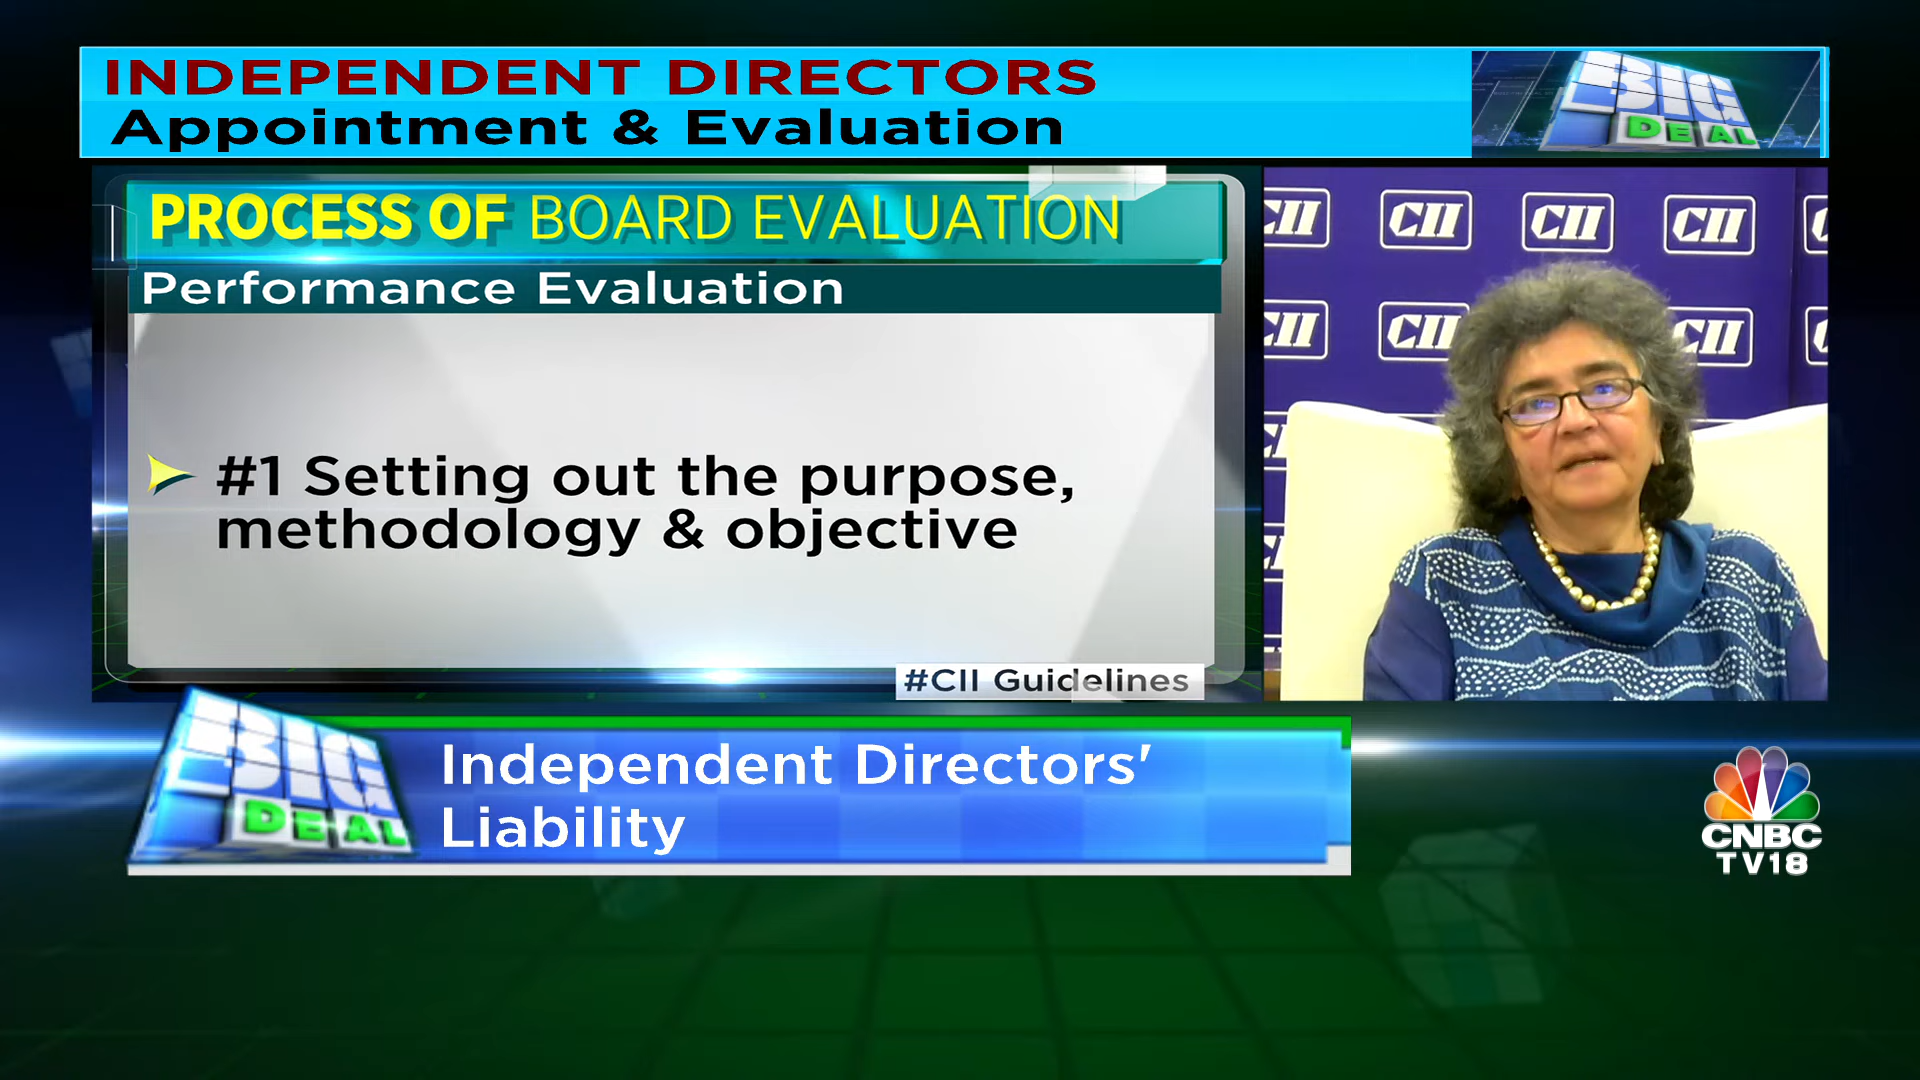 INDEPENDENT DIRECTORS
Appointment & Evaluation
BIG
DEAL
PROCESS OF BOARD EVALUATION
Performance Evaluation
#1 Setting out the purpose,
methodology & objective
#CII Guidelines
CII CII CII CII
CII CII CII
BIG
DEAL
Independent Directors'
Liability
CNBC
TV18